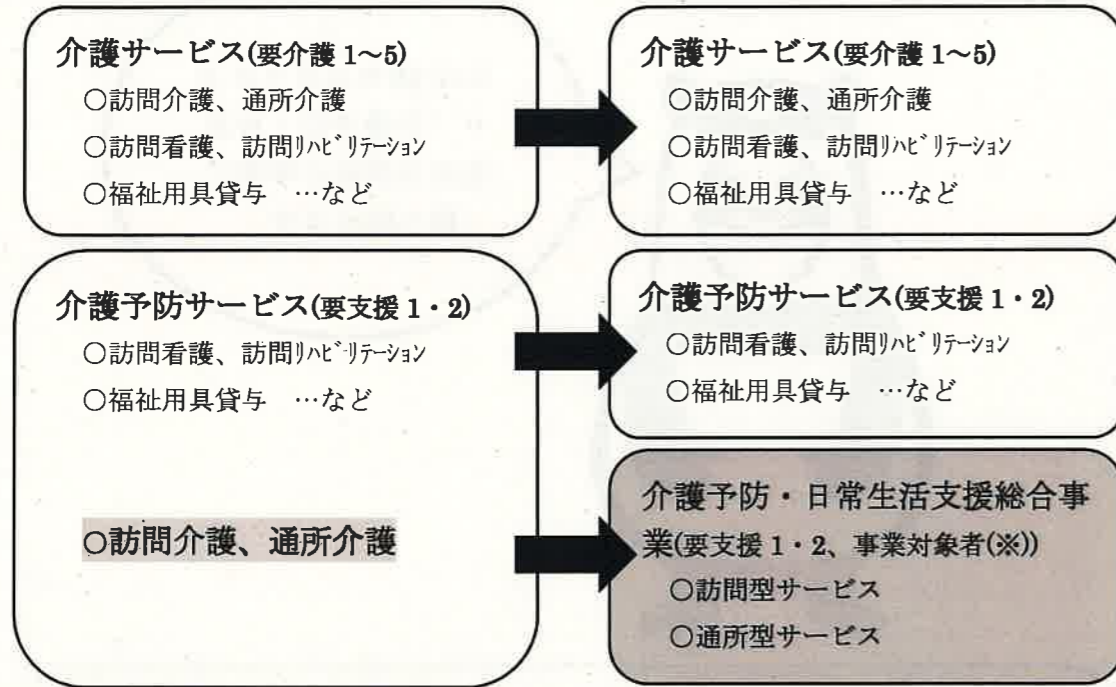 介護サービス(要介護 1～5)
○訪問介護、通所介護
○訪問看護、訪問ﾘﾊﾋﾞﾘﾃｰｼｮﾝ
○福祉用具貸与　…など
介護サービス(要介護 1～5)
○訪問介護、通所介護
○訪問看護、訪問ﾘﾊﾋﾞﾘﾃｰｼｮﾝ
○福祉用具貸与　…など
介護予防サービス(要支援 1・2)
○訪問看護、訪問ﾘﾊﾋﾞﾘﾃｰｼｮﾝ
○福祉用具貸与　…など
○訪問介護、通所介護
介護予防サービス(要支援 1・2)
○訪問看護、訪問ﾘﾊﾋﾞﾘﾃｰｼｮﾝ
○福祉用具貸与　…など
介護予防・日常生活支援総合事
業(要支援 1・2、事業対象者(※))
○訪問型サービス
○通所型サービス